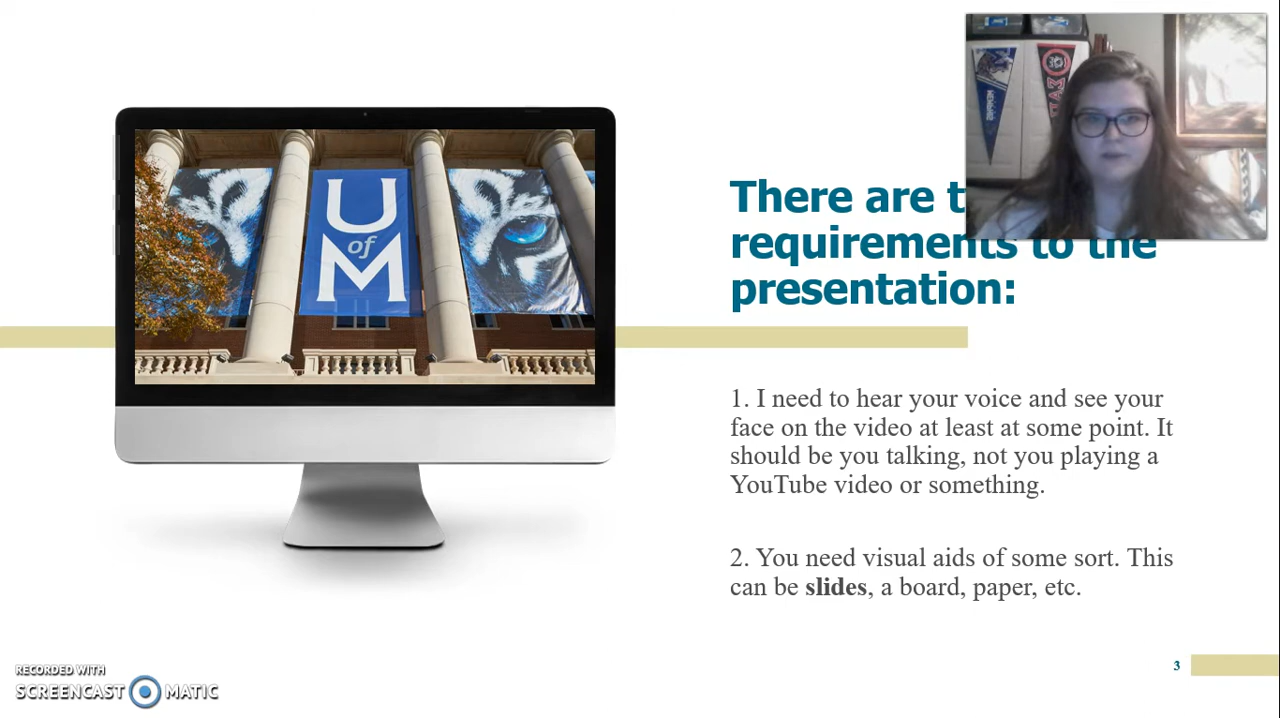 MEMPHIS
U
of
M
There are
requirements to the
presentation:
1. I need to hear your voice and see your
face on the video at least at some point. It
should be you talking, not you playing a
YouTube video or something.
2. You need visual aids of some sort. This
can be slides, a board, paper, etc.
3
RECORDED WITH
SCREENCAST MATIC